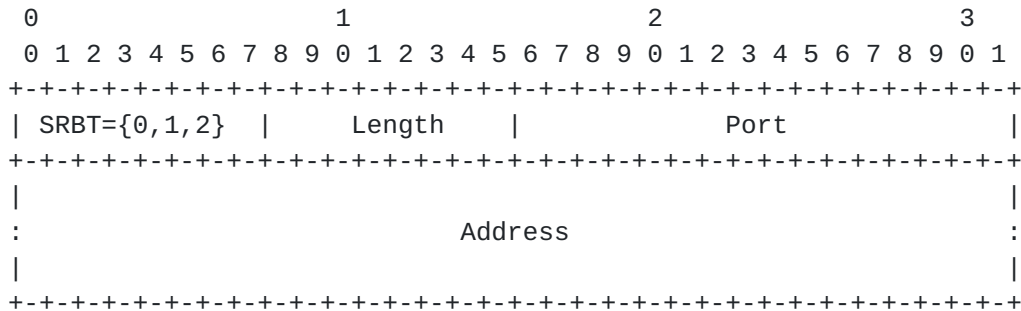 0                   1                   2                   3
 0 1 2 3 4 5 6 7 8 9 0 1 2 3 4 5 6 7 8 9 0 1 2 3 4 5 6 7 8 9 0 1
+-+-+-+-+-+-+-+-+-+-+-+-+-+-+-+-+-+-+-+-+-+-+-+-+-+-+-+-+-+-+-+-+
| SRBT={0,1,2}  |     Length    |             Port              |
+-+-+-+-+-+-+-+-+-+-+-+-+-+-+-+-+-+-+-+-+-+-+-+-+-+-+-+-+-+-+-+-+
|                                                               |
:                            Address                            :
|                                                               |
+-+-+-+-+-+-+-+-+-+-+-+-+-+-+-+-+-+-+-+-+-+-+-+-+-+-+-+-+-+-+-+-+